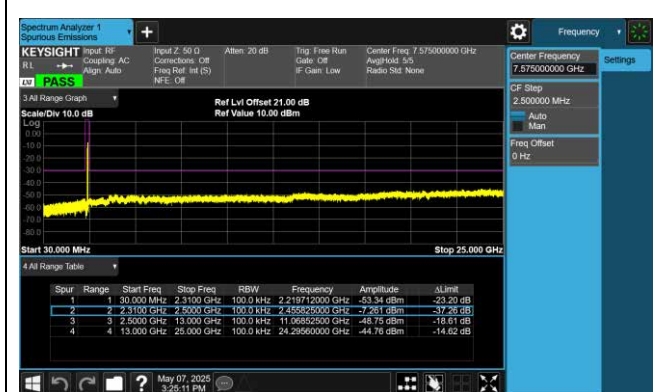 Spectrum Analyzer 1
Spurious Emissions
Frequency
KEYSIGHT Input: RF
R L
Coupling: AC
Align: Auto
Input Z: 50 Ω
Corrections: Off
Freq Ref: Int (S)
NFE: Off
Atten: 20 dB
Trig: Free Run
Gate: Off
IF Gain: Low
Center Freq: 7.575000000 GHz
Avg|Hold: 5/5
Radio Std: None
LXI PASS
Center Frequency
7.575000000 GHz
Settings
CF Step
2.500000 MHz
Auto
Man
Freq Offset
0 Hz
3 All Range Graph
Scale/Div 10.0 dB
Ref Lvl Offset 21.00 dB
Ref Value 10.00 dBm
Log
0.00
-10.0
-20.0
-30.0
-40.0
-50.0
-60.0
-70.0
-80.0
Start 30.000 MHz
Stop 25.000 GHz
4 All Range Table
Spur Range Start Freq Stop Freq RBW Frequency Amplitude ΔLimit
1 1 30.000 MHz 2.3100 GHz 100.0 kHz 2.219712000 GHz -53.34 dBm -23.20 dB
2 2 2.3100 GHz 2.5000 GHz 100.0 kHz 2.455825000 GHz -7.261 dBm -37.26 dB
3 3 2.5000 GHz 13.000 GHz 100.0 kHz 11.06852500 GHz -48.75 dBm -18.61 dB
4 4 13.000 GHz 25.000 GHz 100.0 kHz 24.29560000 GHz -44.76 dBm -14.62 dB
May 07, 2025
3:25:11 PM